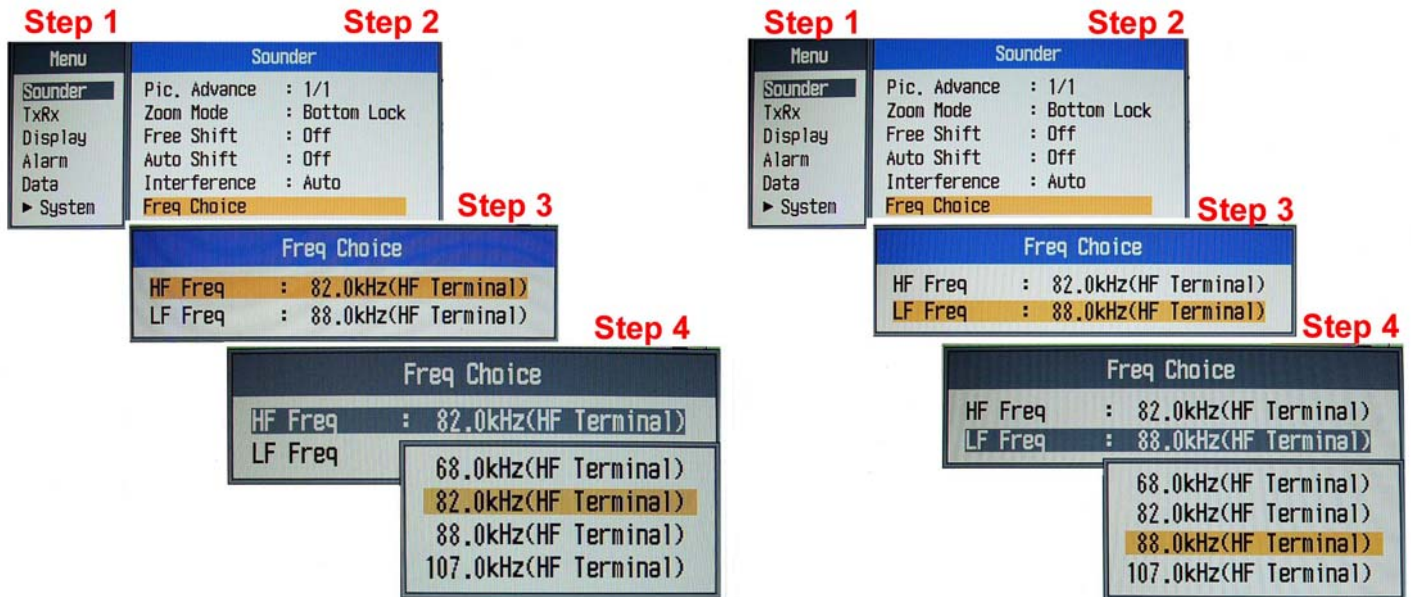 Step 1
Step 2
Menu
Sounder
TxRx
Display
Alarm
Data
► System
Sounder
Pic. Advance : 1/1
Zoom Mode : Bottom Lock
Free Shift : Off
Auto Shift : Off
Interference : Auto
Freq Choice
Step 3
Freq Choice
HF Freq : 82.0kHz(HF Terminal)
LF Freq : 88.0kHz(HF Terminal)
Step 4
Freq Choice
HF Freq : 82.0kHz(HF Terminal)
LF Freq
68.0kHz(HF Terminal)
82.0kHz(HF Terminal)
88.0kHz(HF Terminal)
107.0kHz(HF Terminal)
Step 1
Step 2
Menu
Sounder
TxRx
Display
Alarm
Data
► System
Sounder
Pic. Advance : 1/1
Zoom Mode : Bottom Lock
Free Shift : Off
Auto Shift : Off
Interference : Auto
Freq Choice
Step 3
Freq Choice
HF Freq : 82.0kHz(HF Terminal)
LF Freq : 88.0kHz(HF Terminal)
Step 4
Freq Choice
HF Freq : 82.0kHz(HF Terminal)
LF Freq : 88.0kHz(HF Terminal)
68.0kHz(HF Terminal)
82.0kHz(HF Terminal)
88.0kHz(HF Terminal)
107.0kHz(HF Terminal)